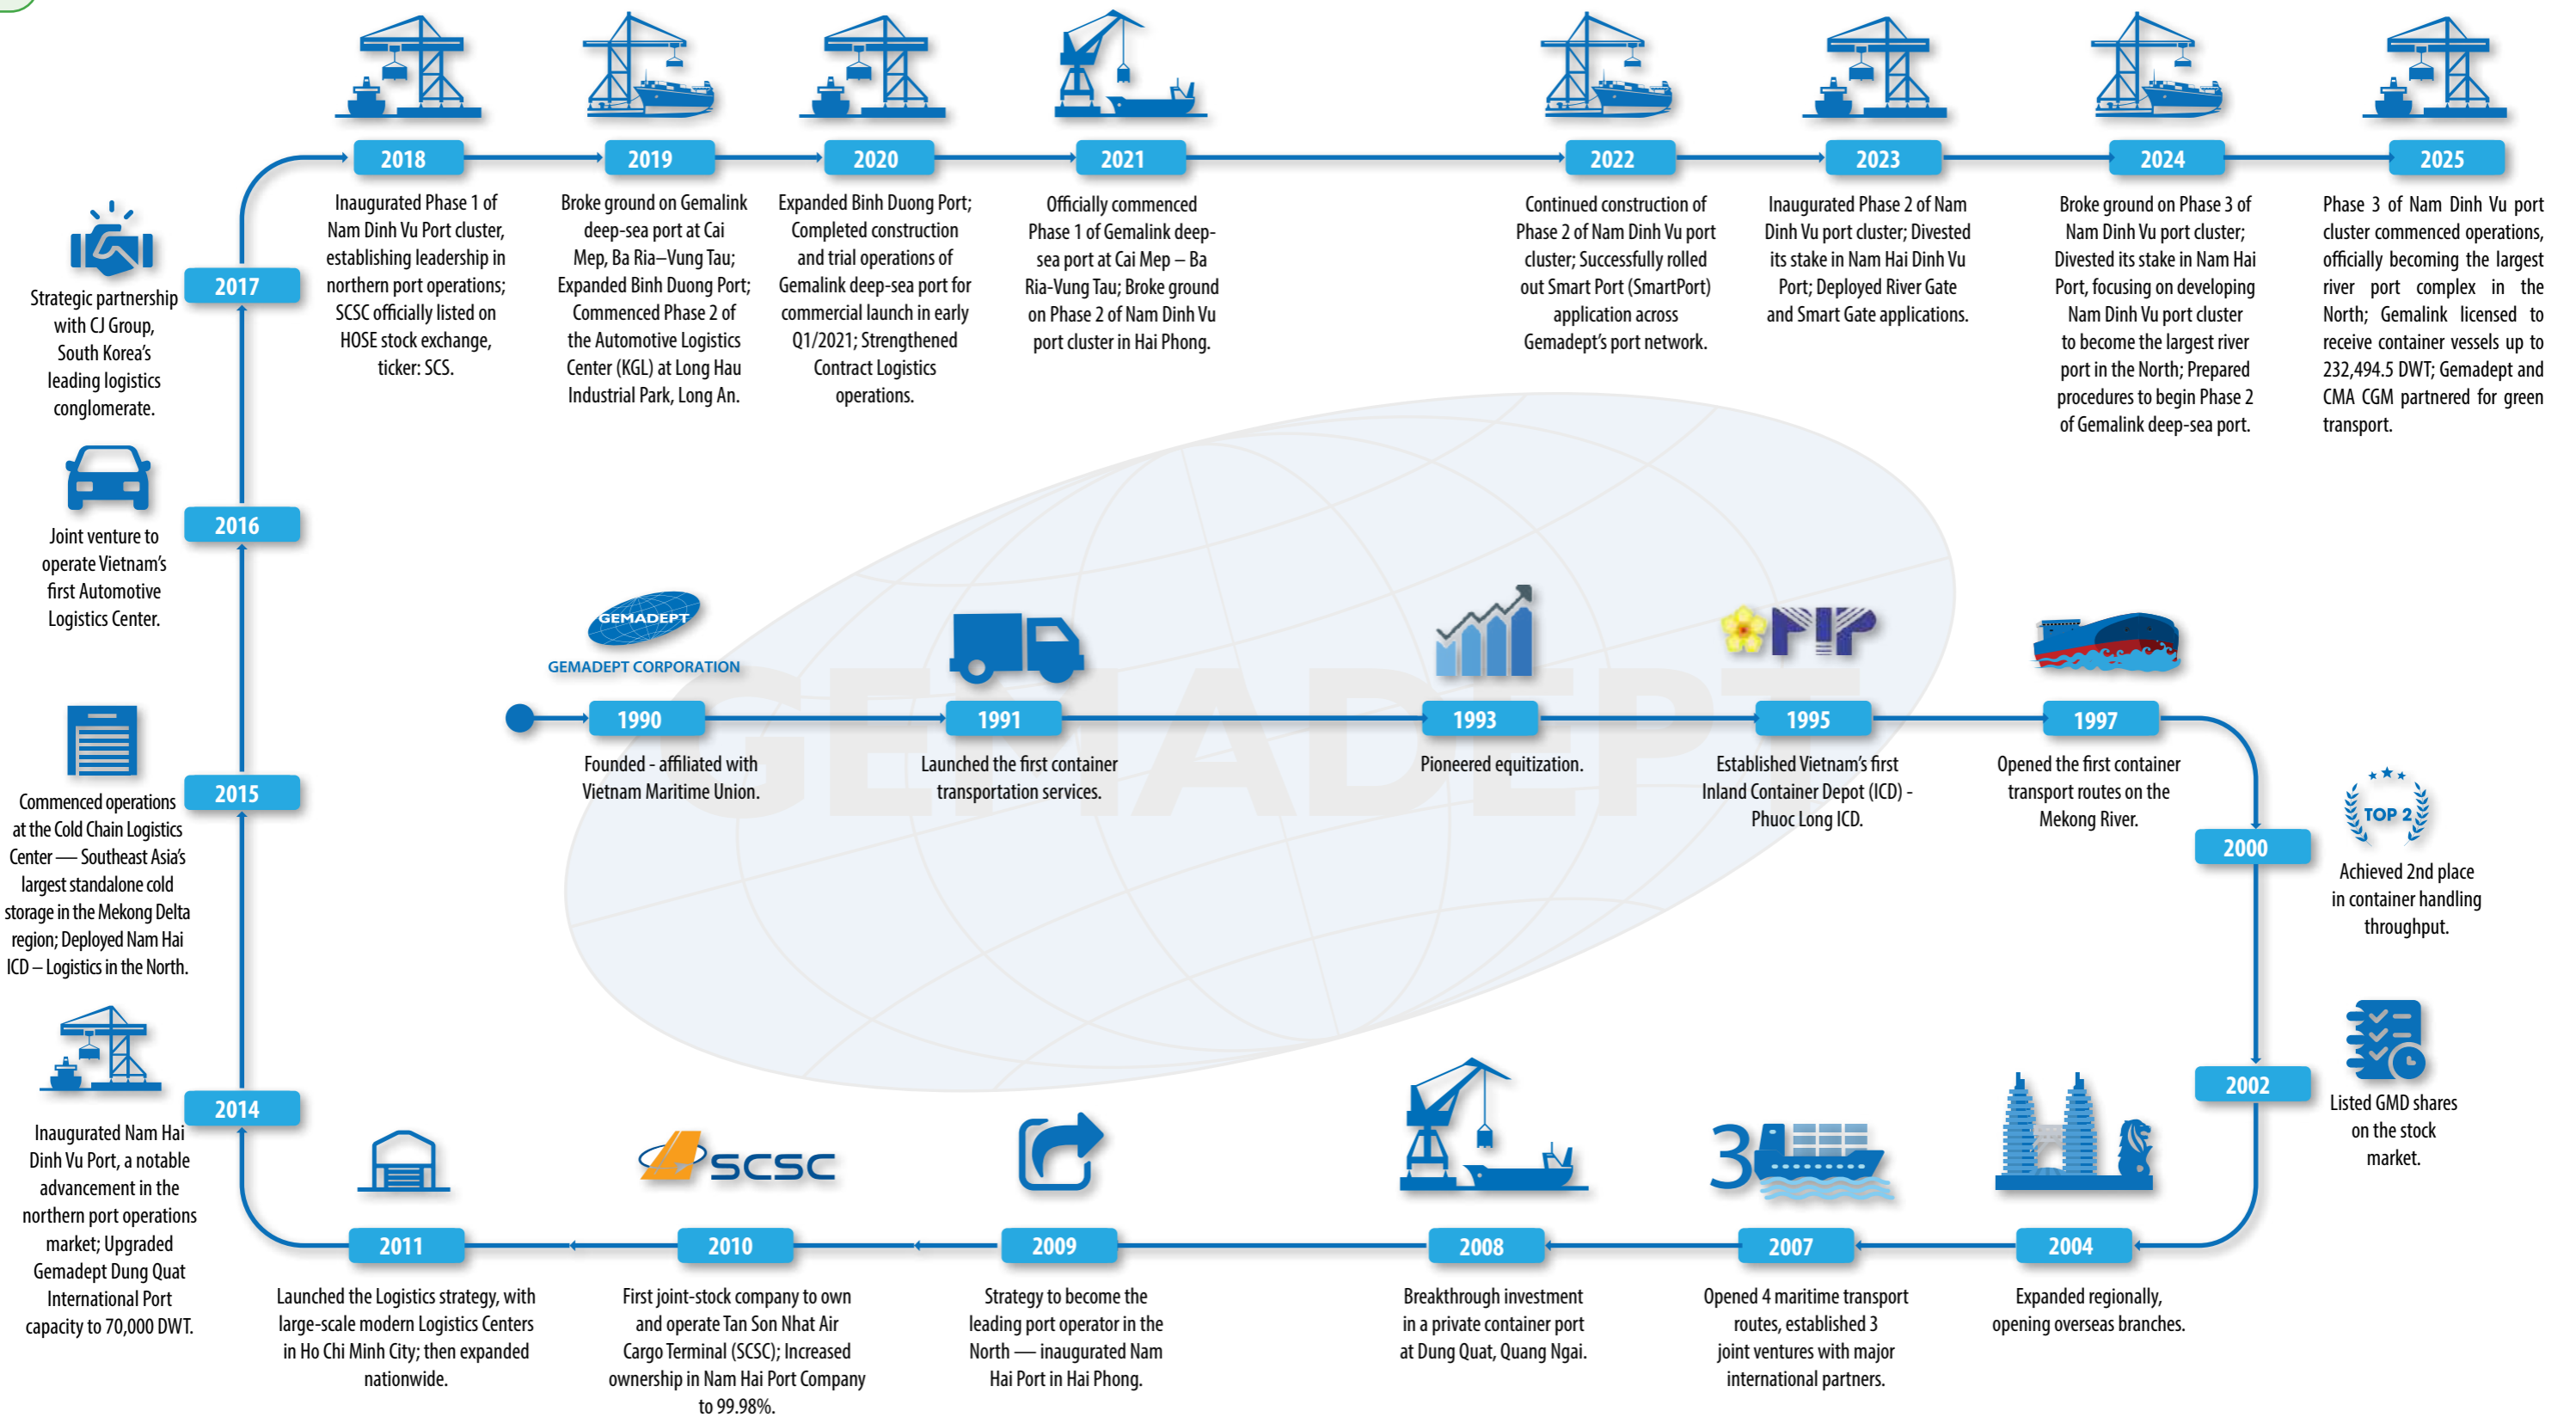 2018
Inaugurated Phase 1 of
Nam Dinh Vu Port cluster,
establishing leadership in
northern port operations;
SCSC officially listed on
HOSE stock exchange,
ticker: SCS.
2019
Broke ground on Gemalink
deep-sea port at Cai
Mep, Ba Ria–Vung Tau;
Expanded Binh Duong Port;
Commenced Phase 2 of
the Automotive Logistics
Center (KGL) at Long Hau
Industrial Park, Long An.
2020
Expanded Binh Duong Port;
Completed construction
and trial operations of
Gemalink deep-sea port for
commercial launch in early
Q1/2021; Strengthened
Contract Logistics
operations.
2021
Officially commenced
Phase 1 of Gemalink deep-
sea port at Cai Mep – Ba
Ria-Vung Tau; Broke ground
on Phase 2 of Nam Dinh Vu
port cluster in Hai Phong.
2022
Continued construction of
Phase 2 of Nam Dinh Vu port
cluster; Successfully rolled
out Smart Port (SmartPort)
application across
Gemadept's port network.
2023
Inaugurated Phase 2 of Nam
Dinh Vu port cluster; Divested
its stake in Nam Hai Dinh Vu
Port; Deployed River Gate
and Smart Gate applications.
2024
Broke ground on Phase 3 of
Nam Dinh Vu port cluster;
Divested its stake in Nam Hai
Port, focusing on developing
Nam Dinh Vu port cluster
to become the largest river
port in the North; Prepared
procedures to begin Phase 2
of Gemalink deep-sea port.
2025
Phase 3 of Nam Dinh Vu port
cluster commenced operations,
officially becoming the largest
river port complex in the
North; Gemalink licensed to
receive container vessels up to
232,494.5 DWT; Gemadept and
CMA CGM partnered for green
transport.
2017
Strategic partnership
with CJ Group,
South Korea's
leading logistics
conglomerate.
2016
Joint venture to
operate Vietnam's
first Automotive
Logistics Center.
2015
Commenced operations
at the Cold Chain Logistics
Center — Southeast Asia's
largest standalone cold
storage in the Mekong Delta
region; Deployed Nam Hai
ICD – Logistics in the North.
2014
Inaugurated Nam Hai
Dinh Vu Port, a notable
advancement in the
northern port operations
market; Upgraded
Gemadept Dung Quat
International Port
capacity to 70,000 DWT.
GEMADEPT
GEMADEPT CORPORATION
1990
Founded - affiliated with
Vietnam Maritime Union.
1991
Launched the first container
transportation services.
1993
Pioneered equitization.
PIP
1995
Established Vietnam's first
Inland Container Depot (ICD) -
Phuoc Long ICD.
1997
Opened the first container
transport routes on the
Mekong River.
GEMADEPT
2000
TOP 2
Achieved 2nd place
in container handling
throughput.
2002
Listed GMD shares
on the stock
market.
2004
Expanded regionally,
opening overseas branches.
3
2007
Opened 4 maritime transport
routes, established 3
joint ventures with major
international partners.
2008
Breakthrough investment
in a private container port
at Dung Quat, Quang Ngai.
2009
Strategy to become the
leading port operator in the
North — inaugurated Nam
Hai Port in Hai Phong.
SCSC
2010
First joint-stock company to own
and operate Tan Son Nhat Air
Cargo Terminal (SCSC); Increased
ownership in Nam Hai Port Company
to 99.98%.
2011
Launched the Logistics strategy, with
large-scale modern Logistics Centers
in Ho Chi Minh City; then expanded
nationwide.